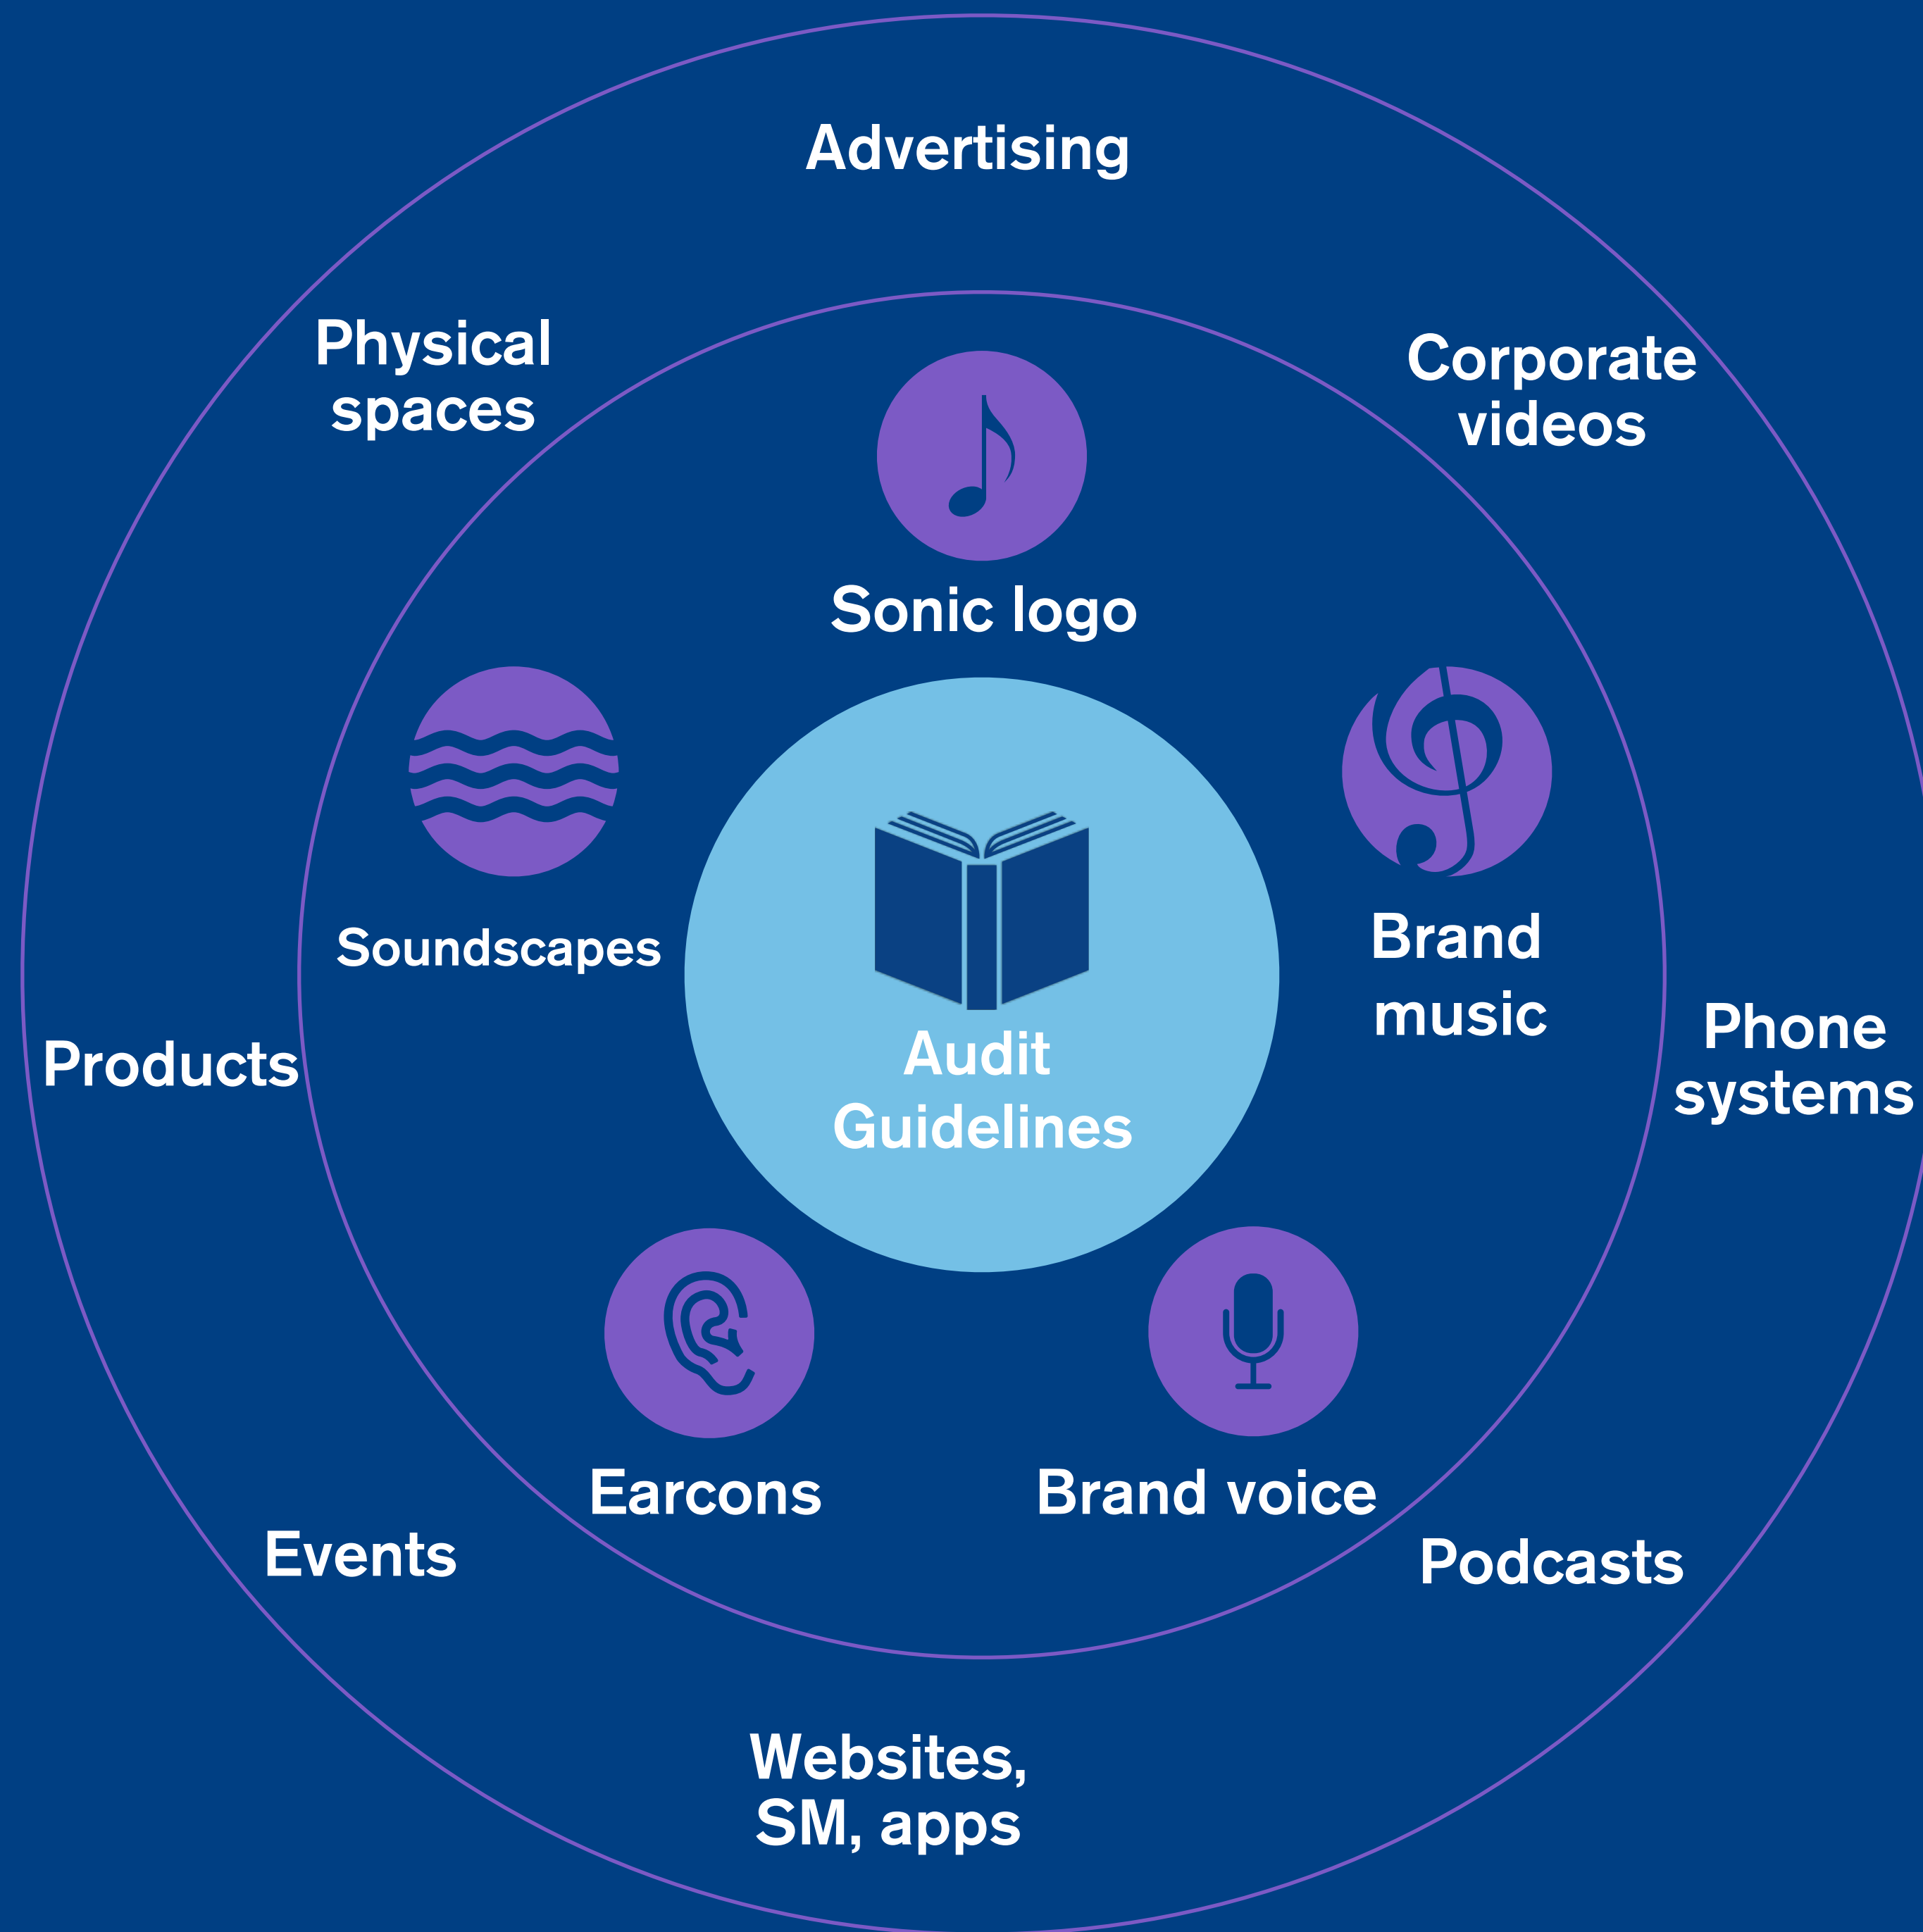 Advertising
Physical
spaces
Corporate
videos
Sonic logo
Soundscapes
Brand
music
Products
Phone
systems
Audit
Guidelines
Earcons
Brand voice
Events
Podcasts
Websites,
SM, apps